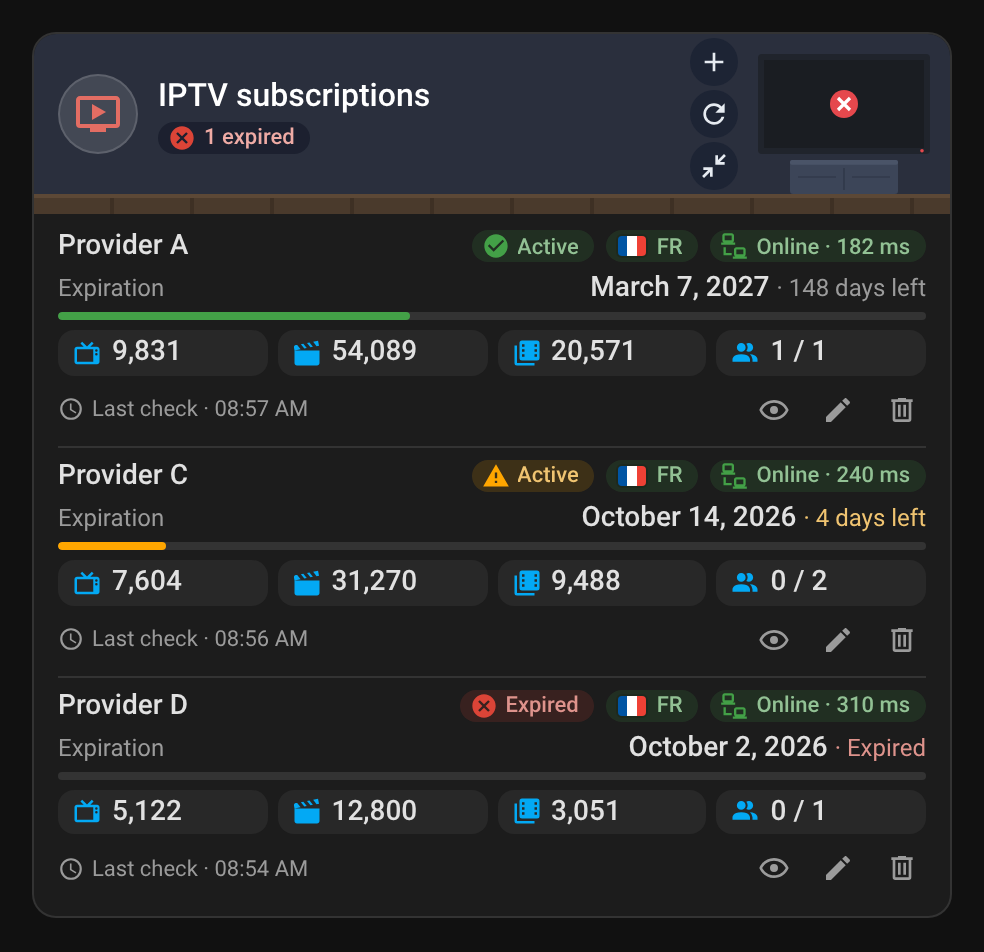 IPTV subscriptions
1 expired
Provider A Active FR Online · 182 ms
Expiration March 7, 2027 · 148 days left
9,831 54,089 20,571 1 / 1
Last check · 08:57 AM
Provider C Active FR Online · 240 ms
Expiration October 14, 2026 · 4 days left
7,604 31,270 9,488 0 / 2
Last check · 08:56 AM
Provider D Expired FR Online · 310 ms
Expiration October 2, 2026 · Expired
5,122 12,800 3,051 0 / 1
Last check · 08:54 AM